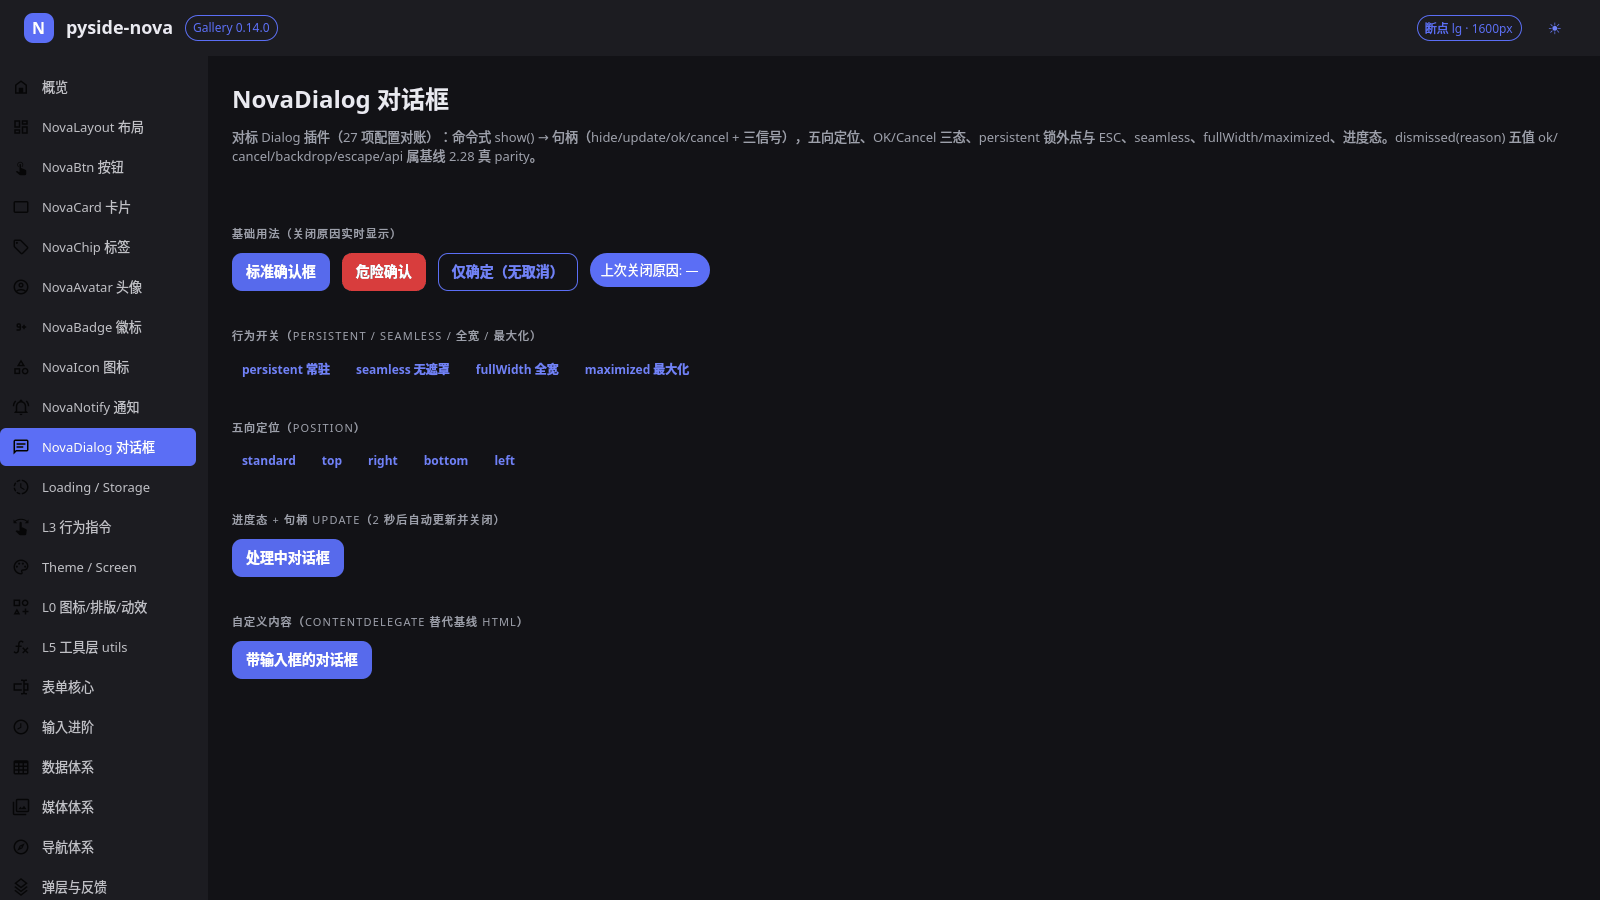 N pyside-nova Gallery 0.14.0 断点 lg · 1600px
概览
NovaLayout 布局
NovaBtn 按钮
NovaCard 卡片
NovaChip 标签
NovaAvatar 头像
9+ NovaBadge 徽标
NovaIcon 图标
NovaNotify 通知
NovaDialog 对话框
Loading / Storage
L3 行为指令
Theme / Screen
L0 图标/排版/动效
L5 工具层 utils
表单核心
输入进阶
数据体系
媒体体系
导航体系
弹层与反馈
NovaDialog 对话框
对标 Dialog 插件（27 项配置对账）：命令式 show() → 句柄（hide/update/ok/cancel + 三信号），五向定位、OK/Cancel 三态、persistent 锁外点与 ESC、seamless、fullWidth/maximized、进度态。dismissed(reason) 五值 ok/
cancel/backdrop/escape/api 属基线 2.28 真 parity。
基础用法（关闭原因实时显示）
标准确认框 危险确认 仅确定（无取消） 上次关闭原因: —
行为开关（PERSISTENT / SEAMLESS / 全宽 / 最大化）
persistent 常驻 seamless 无遮罩 fullWidth 全宽 maximized 最大化
五向定位（POSITION）
standard top right bottom left
进度态 + 句柄 UPDATE（2 秒后自动更新并关闭）
处理中对话框
自定义内容（CONTENTDELEGATE 替代基线 HTML）
带输入框的对话框